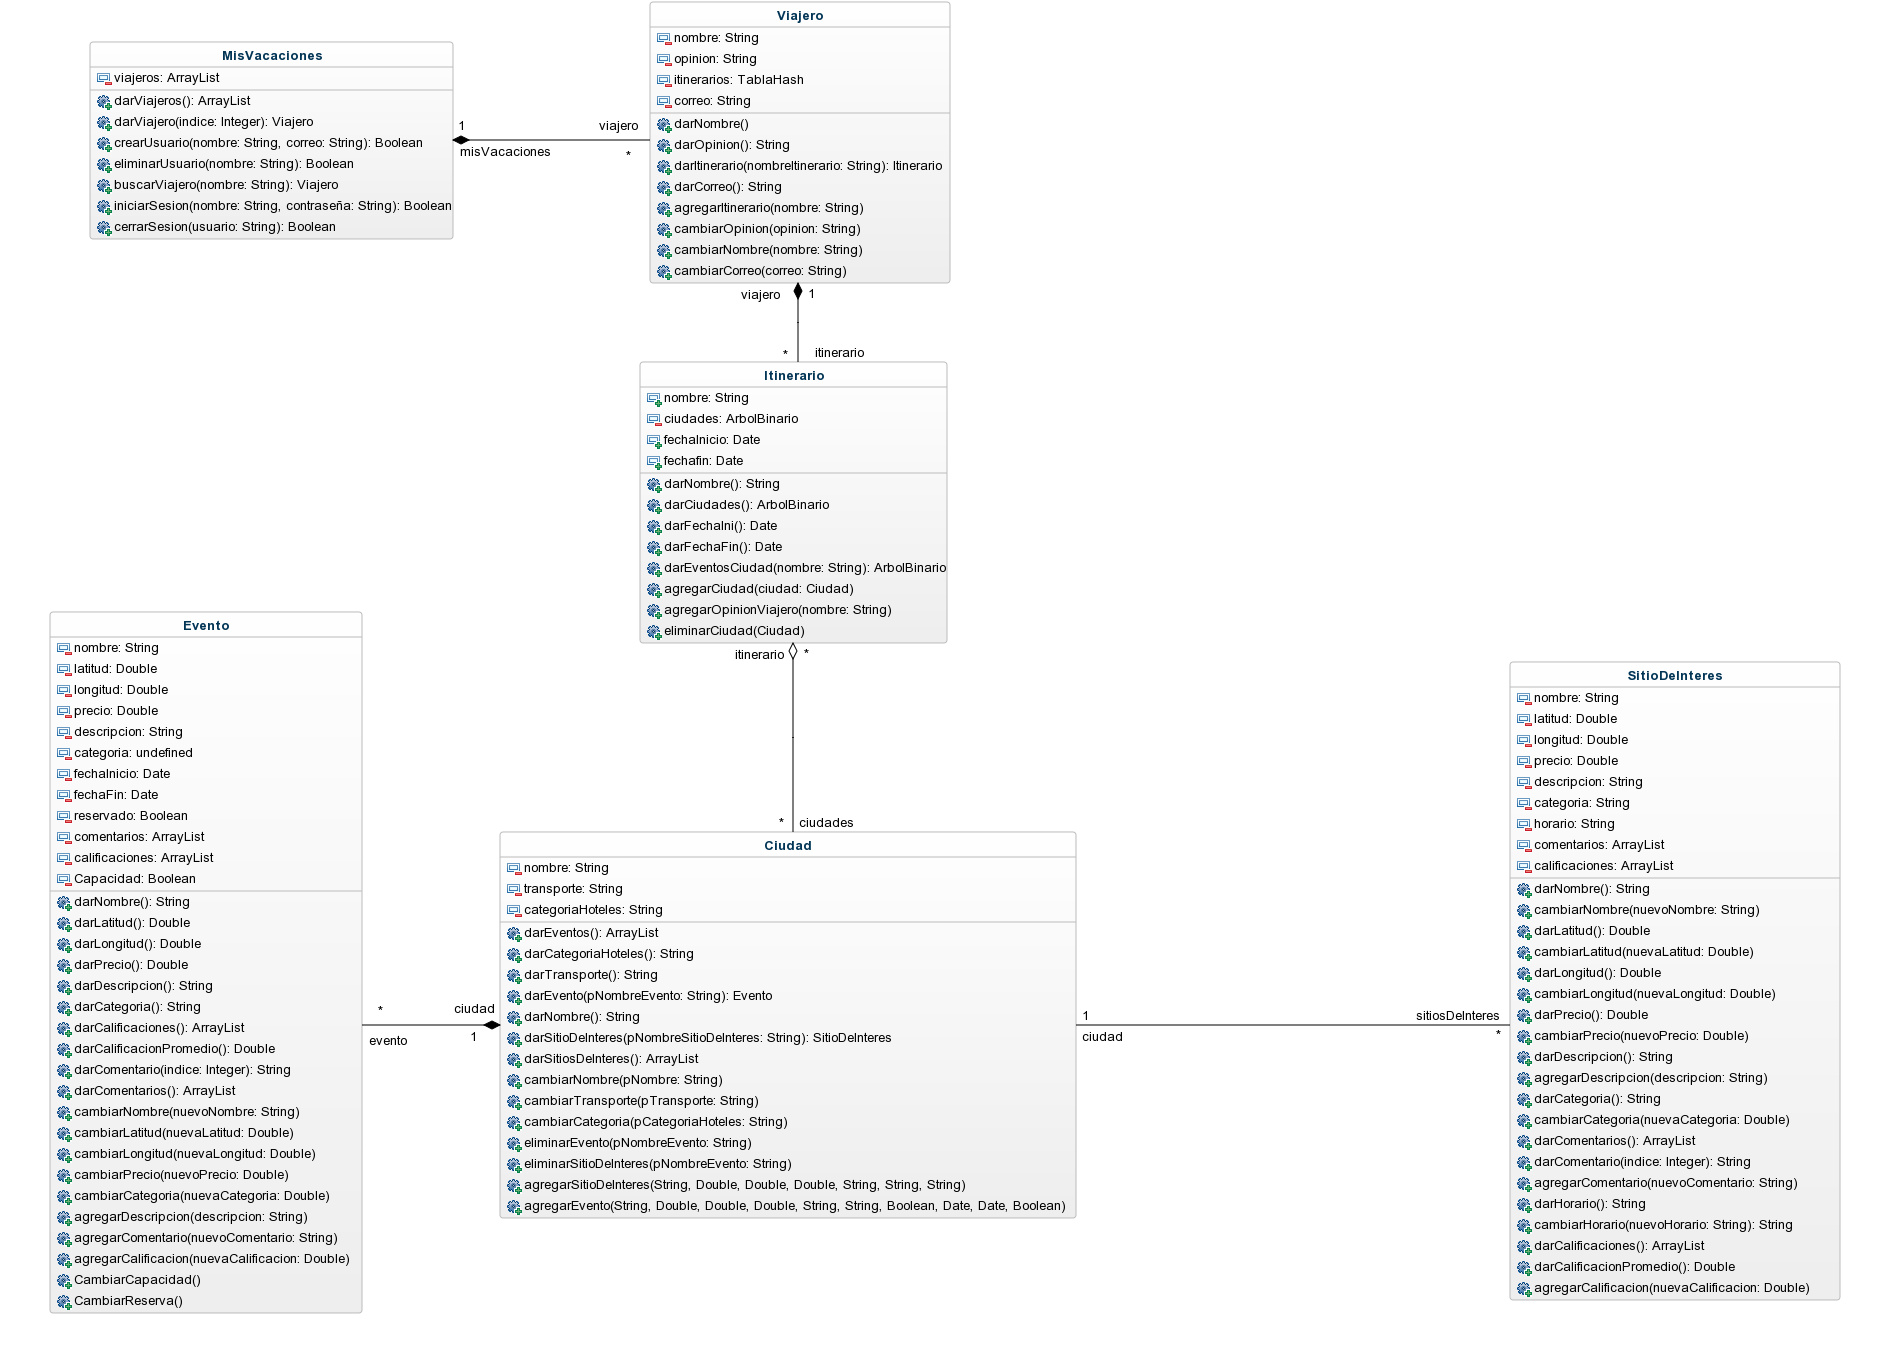 MisVacaciones
viajeros: ArrayList
darViajeros(): ArrayList
darViajero(indice: Integer): Viajero
crearUsuario(nombre: String, correo: String): Boolean
eliminarUsuario(nombre: String): Boolean
buscarViajero(nombre: String): Viajero
iniciarSesion(nombre: String, contraseña: String): Boolean
cerrarSesion(usuario: String): Boolean
1
misVacaciones
viajero
*
Viajero
nombre: String
opinion: String
itinerarios: TablaHash
correo: String
darNombre()
darOpinion(): String
darItinerario(nombreItinerario: String): Itinerario
darCorreo(): String
agregarItinerario(nombre: String)
cambiarOpinion(opinion: String)
cambiarNombre(nombre: String)
cambiarCorreo(correo: String)
viajero
1
*
itinerario
Itinerario
nombre: String
ciudades: ArbolBinario
fechaInicio: Date
fechafin: Date
darNombre(): String
darCiudades(): ArbolBinario
darFechaIni(): Date
darFechaFin(): Date
darEventosCiudad(nombre: String): ArbolBinario
agregarCiudad(ciudad: Ciudad)
agregarOpinionViajero(nombre: String)
eliminarCiudad(Ciudad)
itinerario
*
*
ciudades
Evento
nombre: String
latitud: Double
longitud: Double
precio: Double
descripcion: String
categoria: undefined
fechaInicio: Date
fechaFin: Date
reservado: Boolean
comentarios: ArrayList
calificaciones: ArrayList
Capacidad: Boolean
darNombre(): String
darLatitud(): Double
darLongitud(): Double
darPrecio(): Double
darDescripcion(): String
darCategoria(): String
darCalificaciones(): ArrayList
darCalificacionPromedio(): Double
darComentario(indice: Integer): String
darComentarios(): ArrayList
cambiarNombre(nuevoNombre: String)
cambiarLatitud(nuevaLatitud: Double)
cambiarLongitud(nuevaLongitud: Double)
cambiarPrecio(nuevoPrecio: Double)
cambiarCategoria(nuevaCategoria: Double)
agregarDescripcion(descripcion: String)
agregarComentario(nuevoComentario: String)
agregarCalificacion(nuevaCalificacion: Double)
CambiarCapacidad()
CambiarReserva()
*
evento
ciudad
1
Ciudad
nombre: String
transporte: String
categoriaHoteles: String
darEventos(): ArrayList
darCategoriaHoteles(): String
darTransporte(): String
darEvento(pNombreEvento: String): Evento
darNombre(): String
darSitioDeInteres(pNombreSitioDeInteres: String): SitioDeInteres
darSitiosDeInteres(): ArrayList
cambiarNombre(pNombre: String)
cambiarTransporte(pTransporte: String)
cambiarCategoria(pCategoriaHoteles: String)
eliminarEvento(pNombreEvento: String)
eliminarSitioDeInteres(pNombreEvento: String)
agregarSitioDeInteres(String, Double, Double, Double, String, String, String)
agregarEvento(String, Double, Double, Double, String, String, Boolean, Date, Date, Boolean)
1
ciudad
sitiosDeInteres
*
SitioDeInteres
nombre: String
latitud: Double
longitud: Double
precio: Double
descripcion: String
categoria: String
horario: String
comentarios: ArrayList
calificaciones: ArrayList
darNombre(): String
cambiarNombre(nuevoNombre: String)
darLatitud(): Double
cambiarLatitud(nuevaLatitud: Double)
darLongitud(): Double
cambiarLongitud(nuevaLongitud: Double)
darPrecio(): Double
cambiarPrecio(nuevoPrecio: Double)
darDescripcion(): String
agregarDescripcion(descripcion: String)
darCategoria(): String
cambiarCategoria(nuevaCategoria: Double)
darComentarios(): ArrayList
darComentario(indice: Integer): String
agregarComentario(nuevoComentario: String)
darHorario(): String
cambiarHorario(nuevoHorario: String): String
darCalificaciones(): ArrayList
darCalificacionPromedio(): Double
agregarCalificacion(nuevaCalificacion: Double)